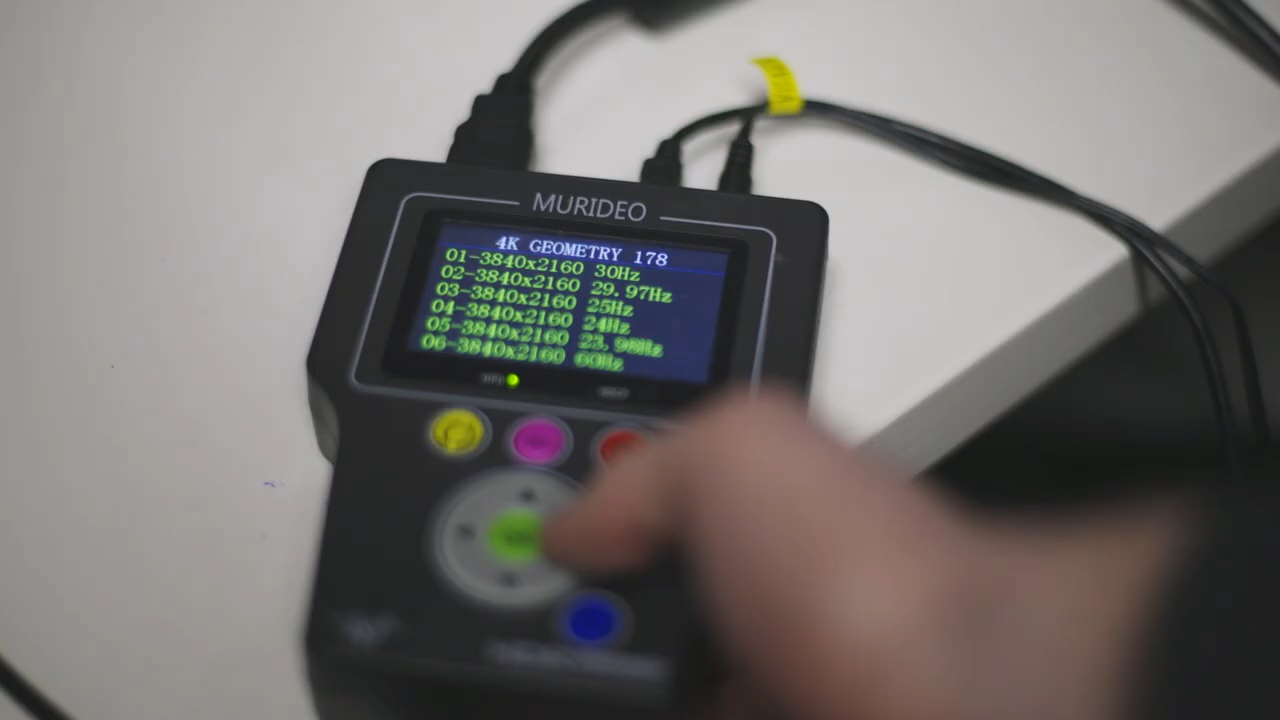 MURIDEO
4K GEOMETRY 178
01-3840x2160 30Hz
02-3840x2160 29.97Hz
03-3840x2160 25Hz
04-3840x2160 24Hz
05-3840x2160 23.98Hz
06-3840x2160 60Hz